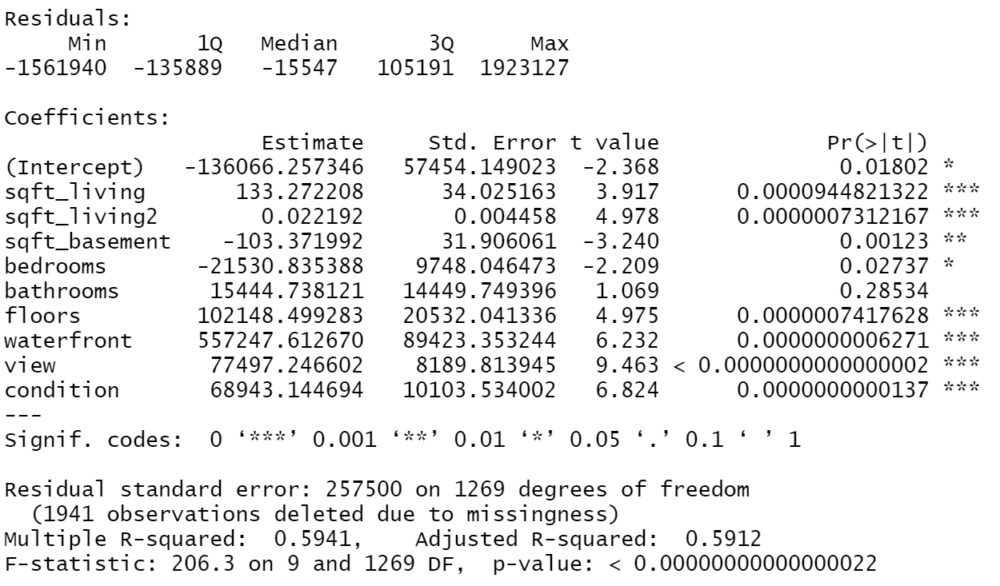 Residuals:
     Min       1Q   Median       3Q      Max
-1561940  -135889   -15547   105191  1923127
Coefficients:
                    Estimate     Std. Error t value             Pr(>|t|)
(Intercept)   -136066.257346   57454.149023  -2.368              0.01802 *
sqft_living       133.272208      34.025163   3.917      0.0000944821322 ***
sqft_living2        0.022192       0.004458   4.978      0.0000007312167 ***
sqft_basement    -103.371992      31.906061  -3.240              0.00123 **
bedrooms       -21530.835388    9748.046473  -2.209              0.02737 *
bathrooms       15444.738121   14449.749396   1.069              0.28534
floors         102148.499283   20532.041336   4.975      0.0000007417628 ***
waterfront     557247.612670   89423.353244   6.232      0.0000000006271 ***
view            77497.246602    8189.813945   9.463 < 0.0000000000000002 ***
condition       68943.144694   10103.534002   6.824      0.0000000000137 ***
---
Signif. codes:  0 ‘***’ 0.001 ‘**’ 0.01 ‘*’ 0.05 ‘.’ 0.1 ‘ ’ 1
Residual standard error: 257500 on 1269 degrees of freedom
  (1941 observations deleted due to missingness)
Multiple R-squared:  0.5941,    Adjusted R-squared:  0.5912
F-statistic: 206.3 on 9 and 1269 DF,  p-value: < 0.00000000000000022